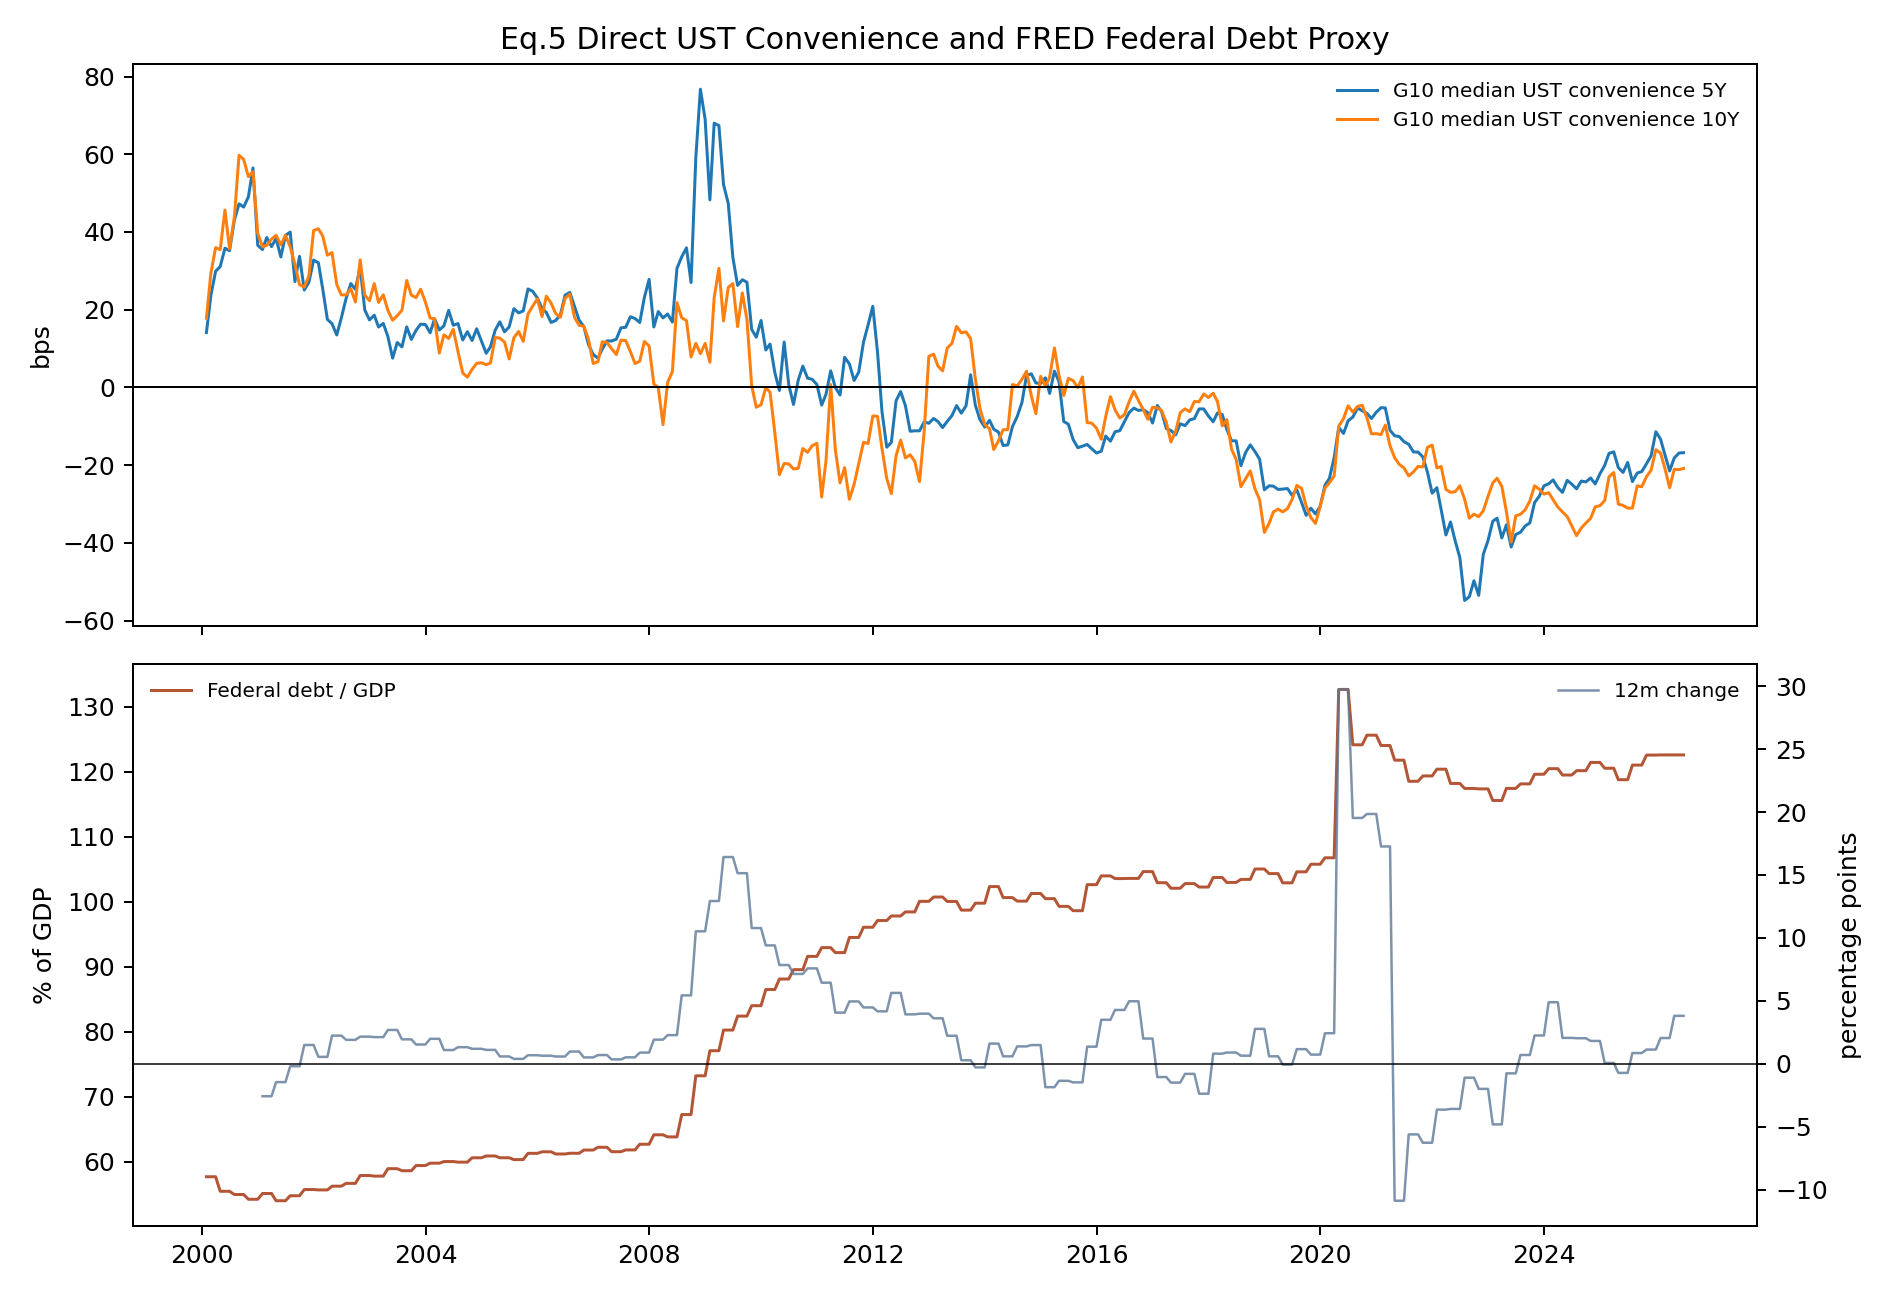 Eq.5 Direct UST Convenience and FRED Federal Debt Proxy
80
60
40
20
0
−20
−40
−60
bps
G10 median UST convenience 5Y
G10 median UST convenience 10Y
130
120
110
100
90
80
70
60
% of GDP
Federal debt / GDP
12m change
30
25
20
15
10
5
0
−5
−10
percentage points
2000 2004 2008 2012 2016 2020 2024